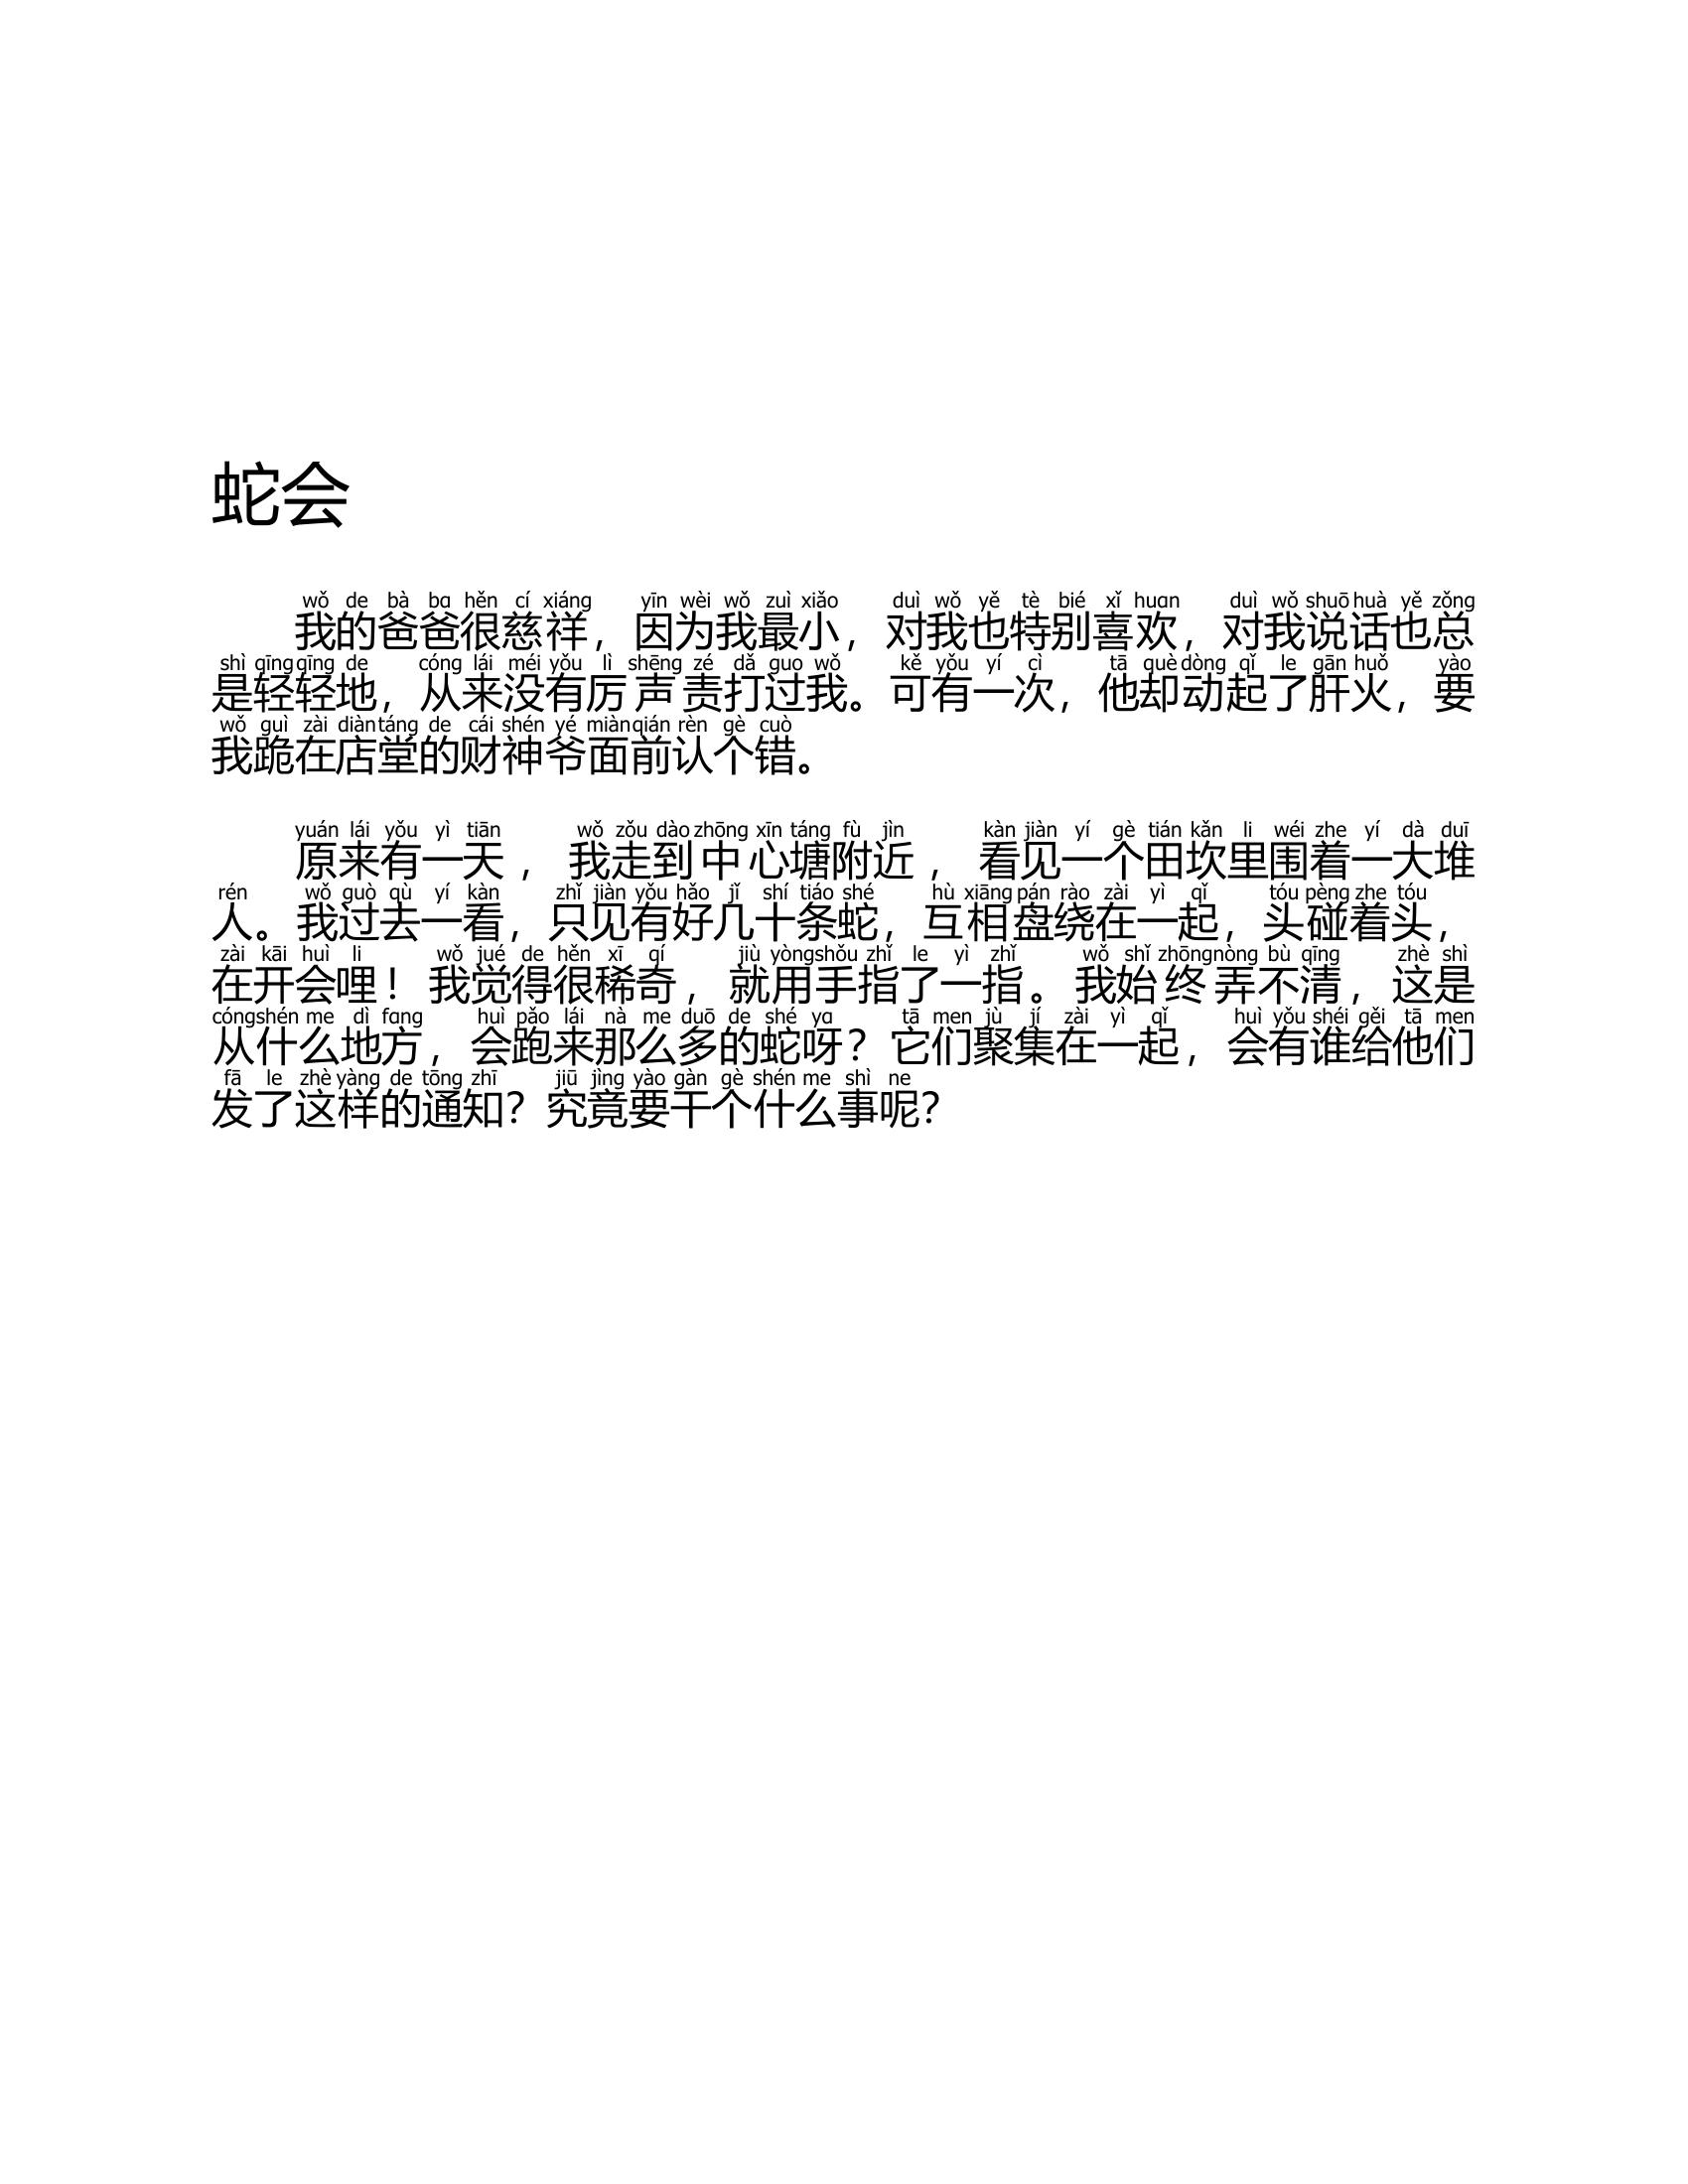 蛇会
wǒ de bà ba hěn cí xiáng yīn wèi wǒ zuì xiǎo duì wǒ yě tè bié xǐ huan duì wǒ shuō huà yě zǒng
我的爸爸很慈祥，因为我最小，对我也特别喜欢，对我说话也总
shì qīng qīng de cóng lái méi yǒu lì shēng zé dǎ guo wǒ kě yǒu yí cì tā què dòng qǐ le gān huǒ yào
是轻轻地，从来没有厉声责打过我。可有一次，他却动起了肝火，要
wǒ guì zài diàn táng de cái shén yé miàn qián rèn gè cuò
我跪在店堂的财神爷面前认个错。
yuán lái yǒu yì tiān wǒ zǒu dào zhōng xīn táng fù jìn kàn jiàn yí gè tián kǎn li wéi zhe yí dà duī
原来有一天，我走到中心塘附近，看见一个田坎里围着一大堆
rén wǒ guò qù yí kàn zhǐ jiàn yǒu hǎo jǐ shí tiáo shé hù xiāng pán rào zài yì qǐ tóu pèng zhe tóu
人。我过去一看，只见有好几十条蛇，互相盘绕在一起，头碰着头，
zài kāi huì li wǒ jué de hěn xī qí jiù yòng shǒu zhǐ le yì zhǐ wǒ shǐ zhōng nòng bù qīng zhè shì
在开会哩！我觉得很稀奇，就用手指了一指。我始终弄不清，这是
cóng shén me dì fang huì pǎo lái nà me duō de shé ya tā men jù jí zài yì qǐ huì yǒu shéi gěi tā men
从什么地方，会跑来那么多的蛇呀？它们聚集在一起，会有谁给他们
fā le zhè yàng de tōng zhī jiū jìng yào gàn gè shén me shì ne
发了这样的通知？究竟要干个什么事呢？